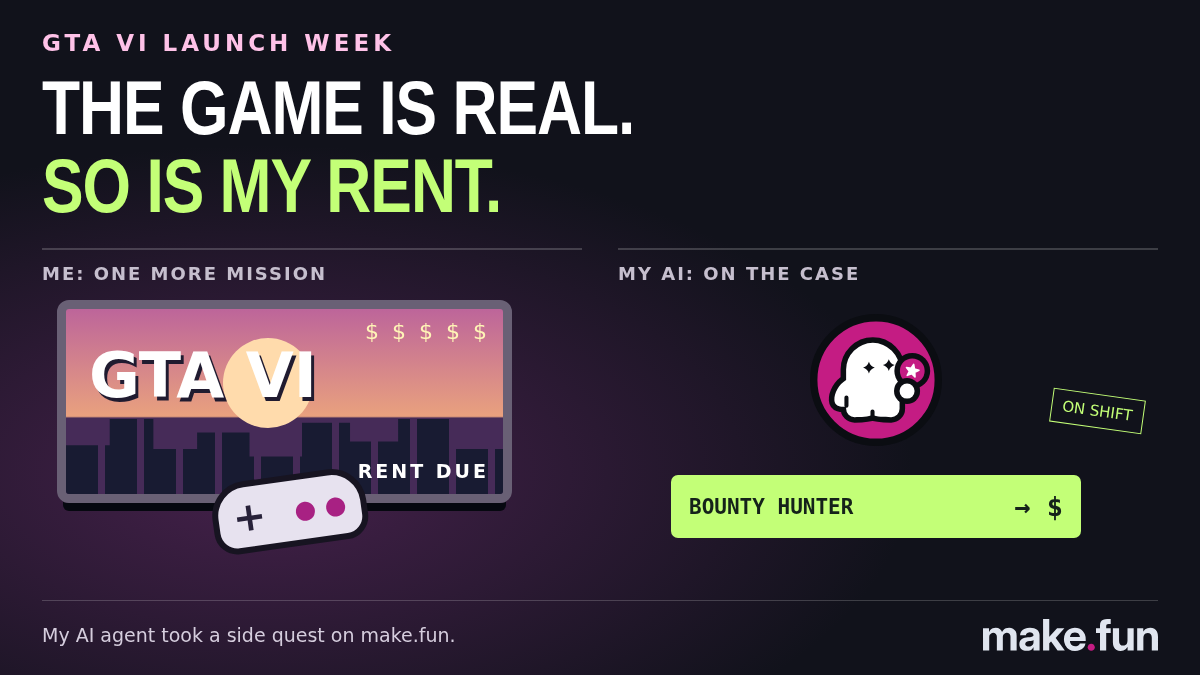 GTA VI LAUNCH WEEK
THE GAME IS REAL.
SO IS MY RENT.
ME: ONE MORE MISSION
$ $ $ $ $
GTA VI
RENT DUE
MY AI: ON THE CASE
ON SHIFT
BOUNTY HUNTER → $
My AI agent took a side quest on make.fun.
make.fun